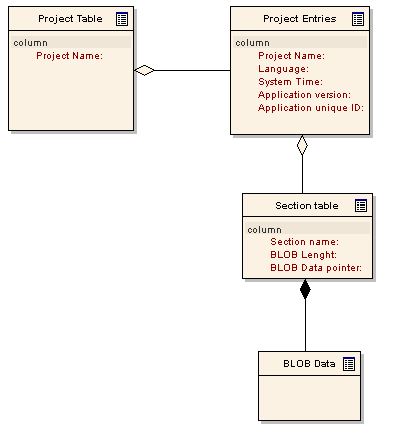 Project Table
column
Project Name:
Project Entries
column
Project Name:
Language:
System Time:
Application version:
Application unique ID:
Section table
column
Section name:
BLOB Lenght:
BLOB Data pointer:
BLOB Data